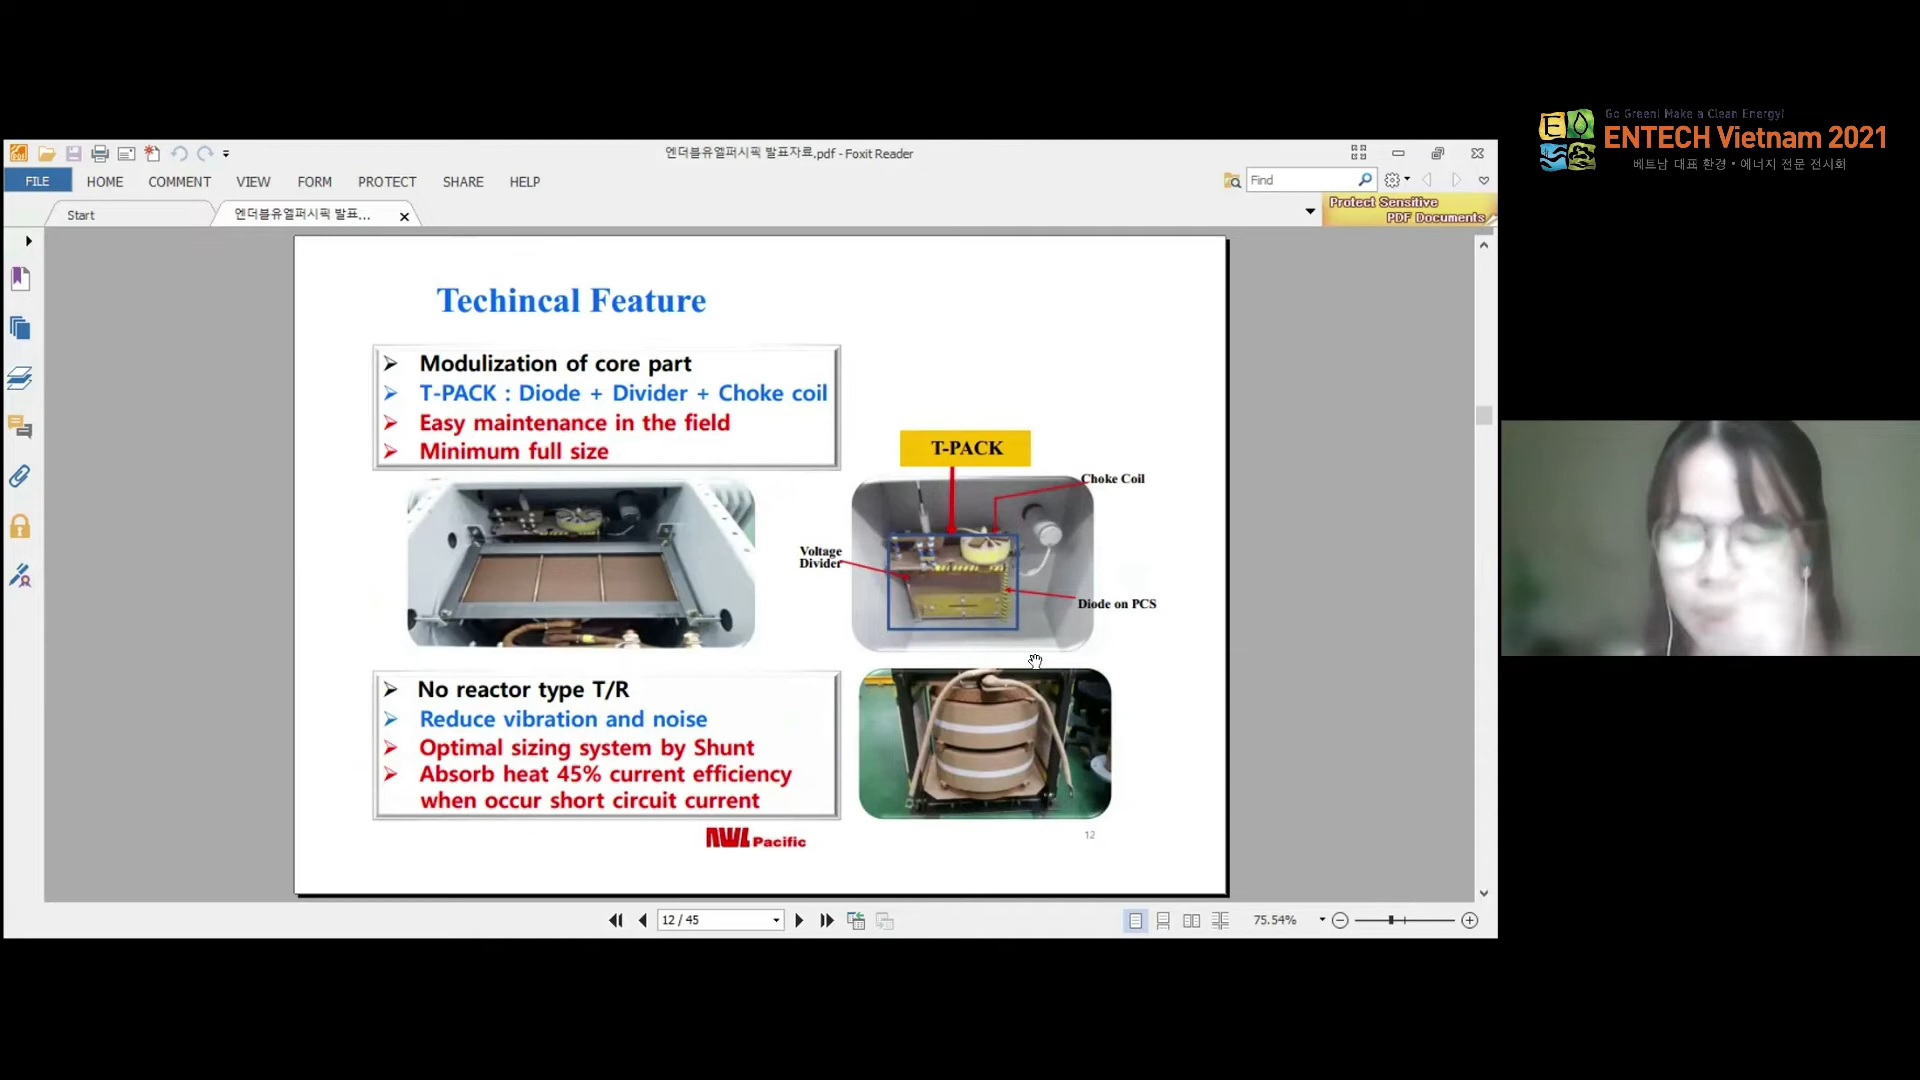 Go Green! Make a Clean Energy!
ENTECH Vietnam 2021
베트남 대표 환경 • 에너지 전문 전시회
엔더블유엘퍼시픽 발표자료.pdf - Foxit Reader
FILE HOME COMMENT VIEW FORM PROTECT SHARE HELP
Find
Start
엔더블유엘퍼시픽 발표...
Protect Sensitive
PDF Documents
Techincal Feature
Modulization of core part
T-PACK : Diode + Divider + Choke coil
Easy maintenance in the field
Minimum full size
T-PACK
Choke Coil
Voltage
Divider
Diode on PCS
No reactor type T/R
Reduce vibration and noise
Optimal sizing system by Shunt
Absorb heat 45% current efficiency
when occur short circuit current
NWL Pacific
12
12 / 45
75.54%